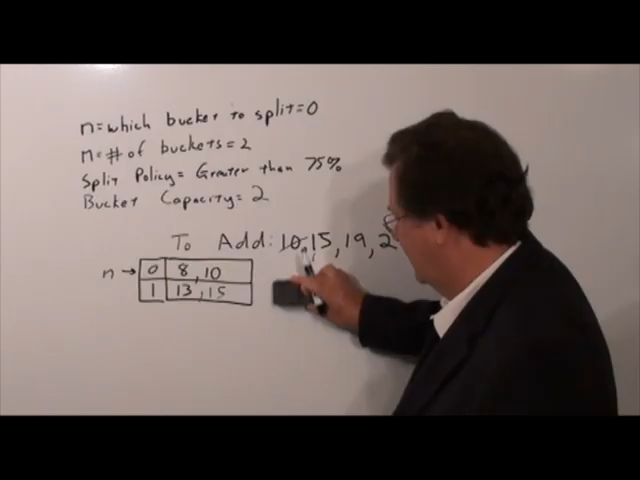 n=which bucket to split=0
m=# of buckets=2
Split Policy= Greater than 75%
Bucket Capacity=2
To Add: 10,15,19,2
n → 0 8,10
1 13,15